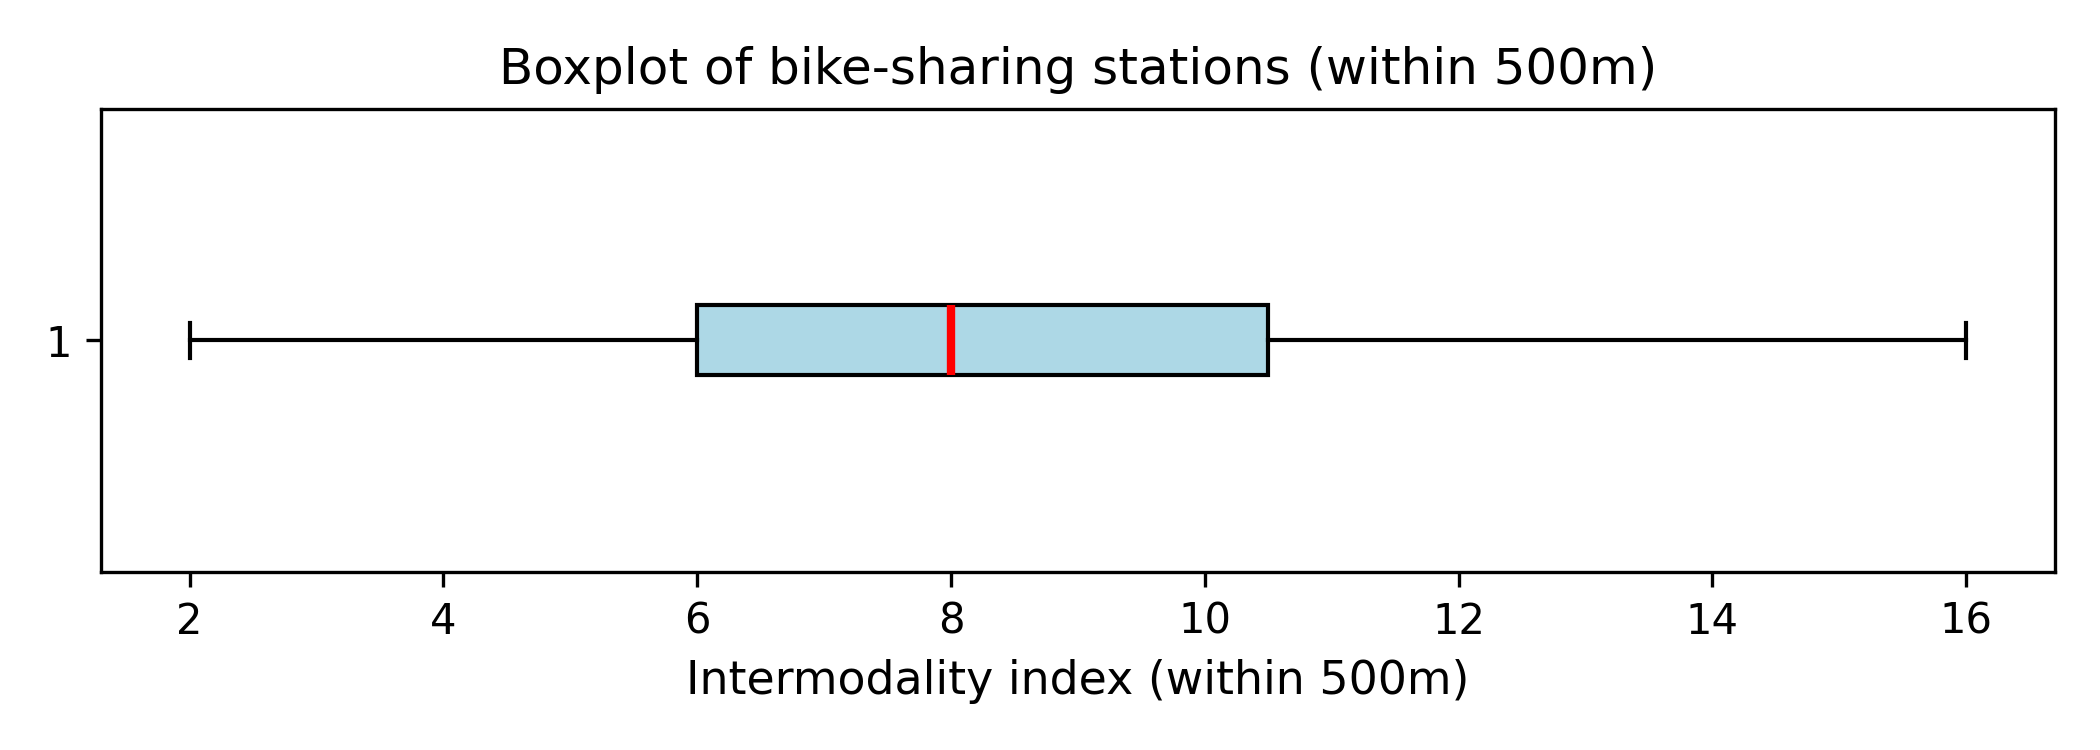 Boxplot of bike-sharing stations (within 500m)
1
2 4 6 8 10 12 14 16
Intermodality index (within 500m)